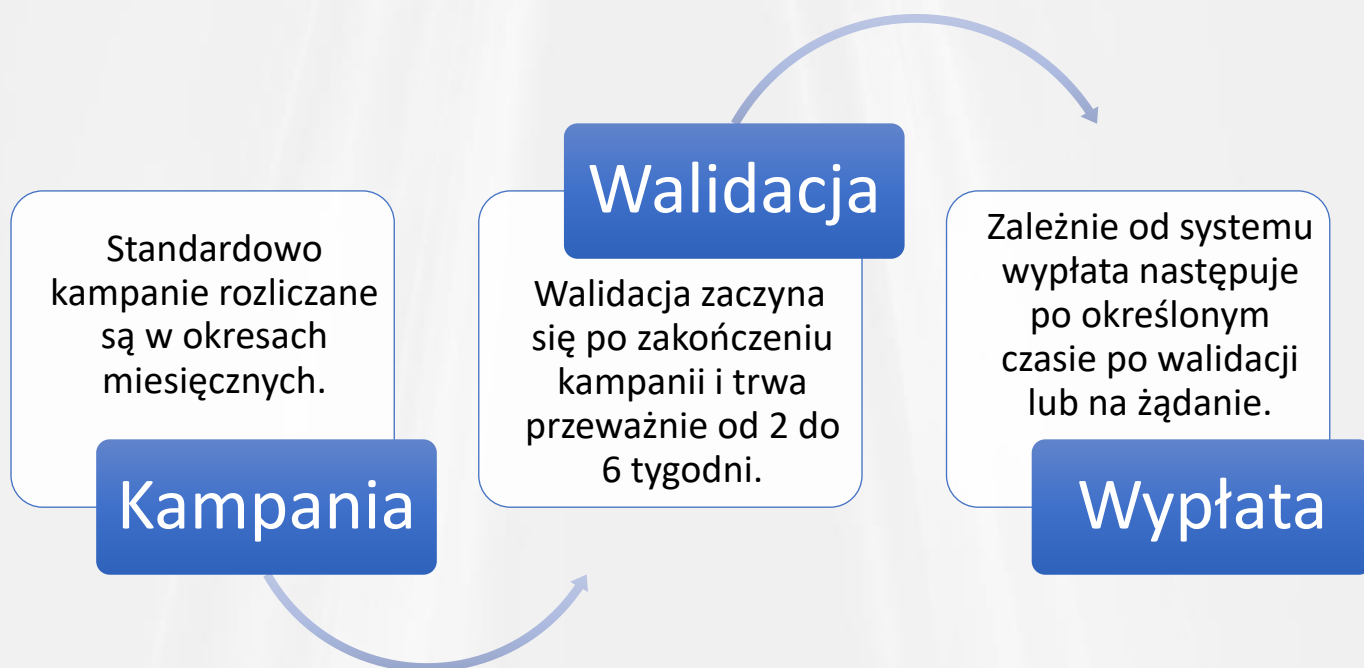 Standardowo
kampanie rozliczane
są w okresach
miesięcznych.
Kampania
Walidacja
Walidacja zaczyna
się po zakończeniu
kampanii i trwa
przeważnie od 2 do
6 tygodni.
Zależnie od systemu
wypłata następuje
po określonym
czasie po walidacji
lub na żądanie.
Wypłata